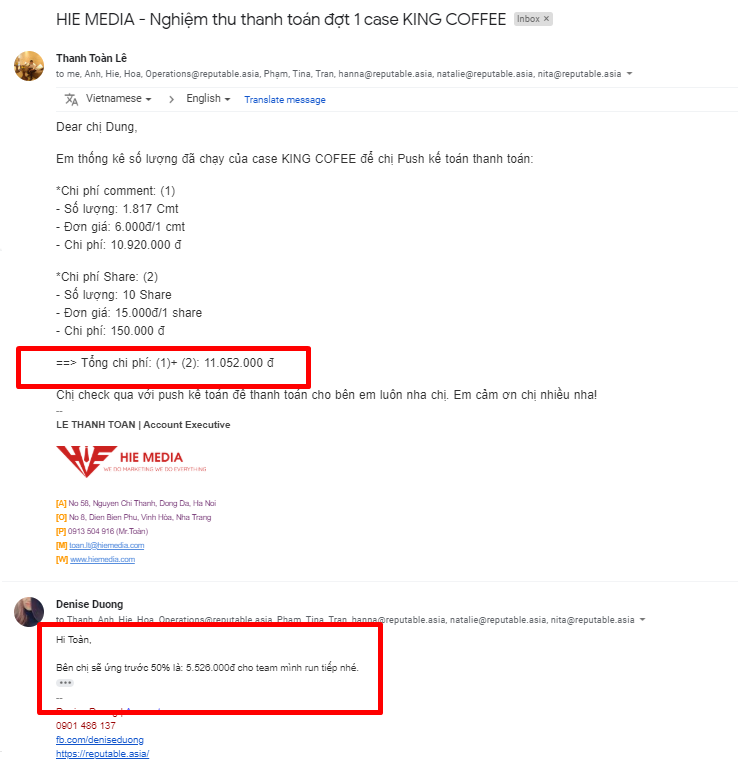 HIE MEDIA - Nghiệm thu thanh toán đợt 1 case KING COFFEE Inbox ×
Thanh Toàn Lê
to me, Anh, Hie, Hoa, Operations@reputable.asia, Phạm, Tina, Tran, hanna@reputable.asia, natalie@reputable.asia, nita@reputable.asia
Vietnamese > English Translate message
Dear chị Dung,
Em thống kê số lượng đã chạy của case KING COFEE để chị Push kế toán thanh toán:
*Chi phí comment: (1)
- Số lượng: 1.817 Cmt
- Đơn giá: 6.000đ/1 cmt
- Chi phí: 10.920.000 đ
*Chi phí Share: (2)
- Số lượng: 10 Share
- Đơn giá: 15.000đ/1 share
- Chi phí: 150.000 đ
==> Tổng chi phí: (1)+ (2): 11.052.000 đ
Chị check qua với push kế toán để thanh toán cho bên em luôn nha chị. Em cảm ơn chị nhiều nha!
--
LE THANH TOAN | Account Executive
HIE MEDIA
WE DO MARKETING WE DO EVERYTHING
[A] No 58, Nguyen Chi Thanh, Dong Da, Ha Noi
[O] No 8, Dien Bien Phu, Vinh Hòa, Nha Trang
[P] 0913 504 916 (Mr.Toàn)
[M] toan.lt@hiemedia.com
[W] www.hiemedia.com
Denise Duong
to Thanh, Anh, Hie, Hoa, Operations@reputable.asia, Phạm, Tina, Tran, hanna@reputable.asia, natalie@reputable.asia, nita@reputable.asia
Hi Toàn,
Bên chị sẽ ứng trước 50% là: 5.526.000đ cho team mình run tiếp nhé.
--
0901 486 137
fb.com/deniseduong
https://reputable.asia/